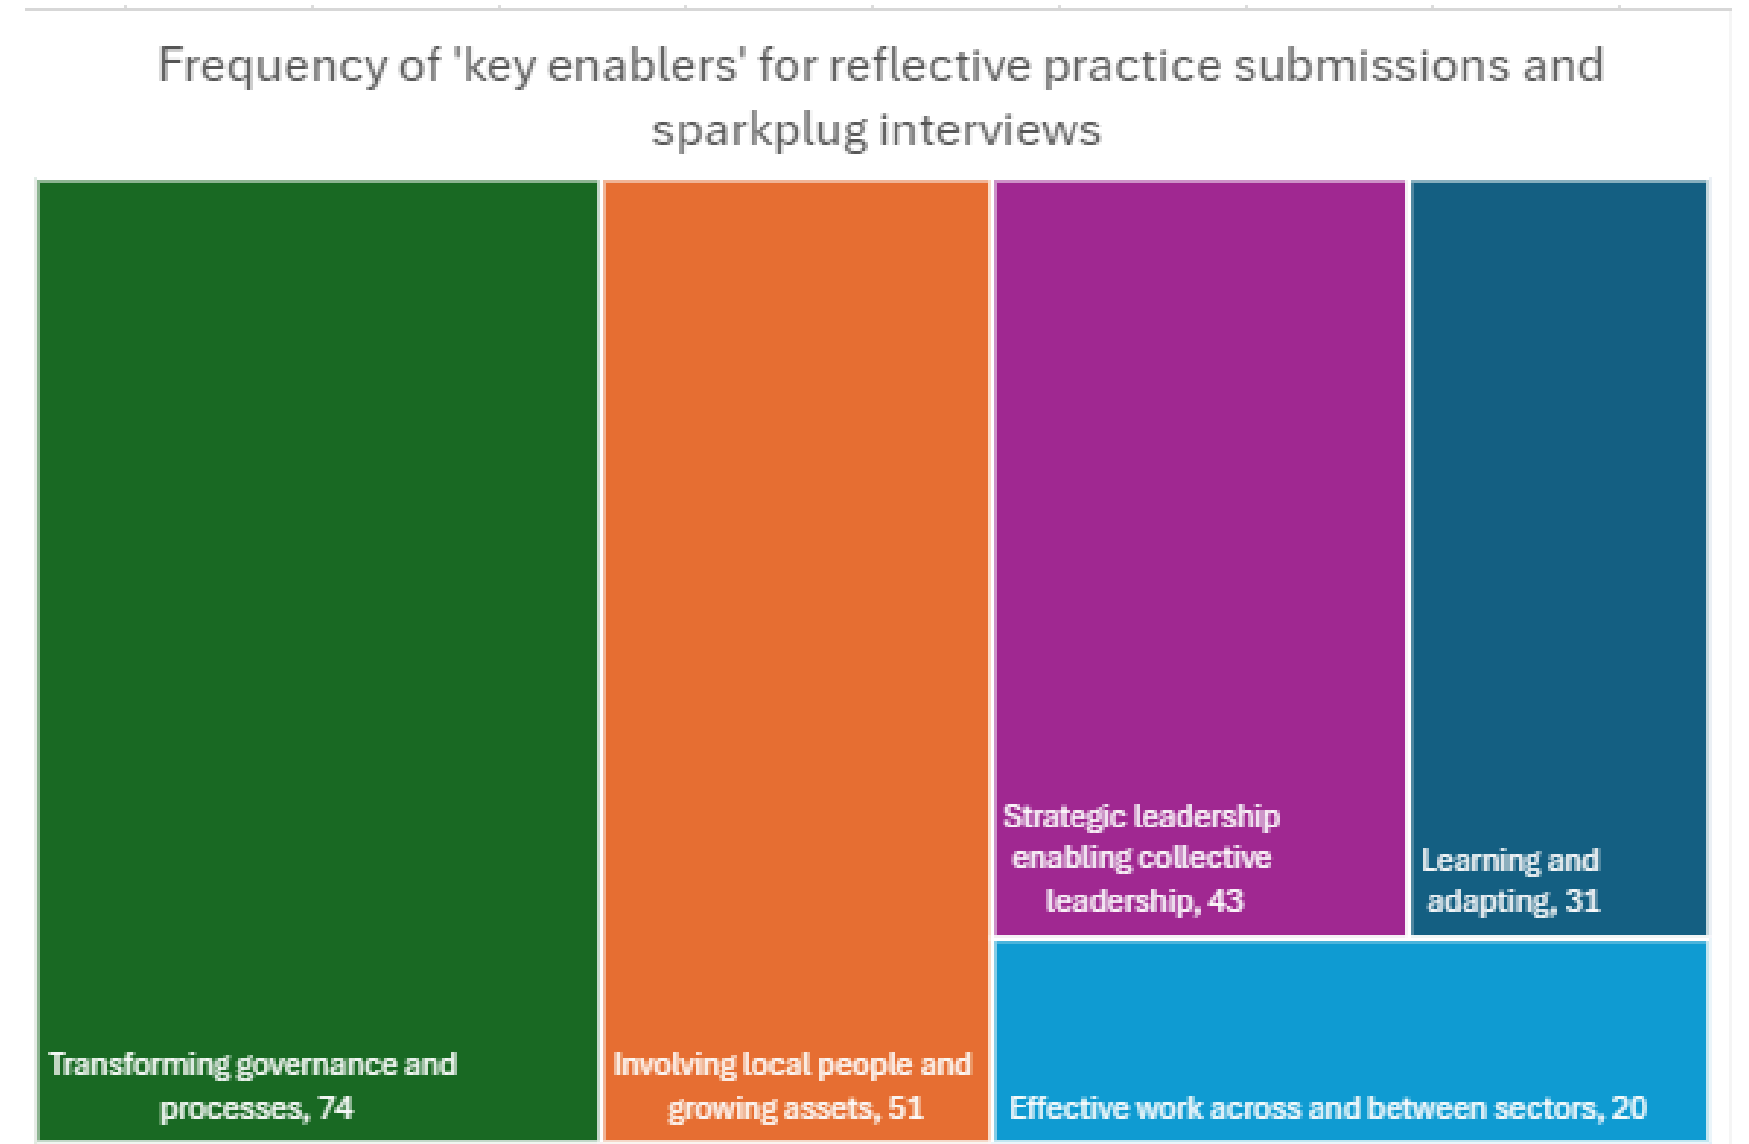 Frequency of 'key enablers' for reflective practice submissions and
sparkplug interviews
Transforming governance and
processes, 74
Involving local people and
growing assets, 51
Strategic leadership
enabling collective
leadership, 43
Learning and
adapting, 31
Effective work across and between sectors, 20